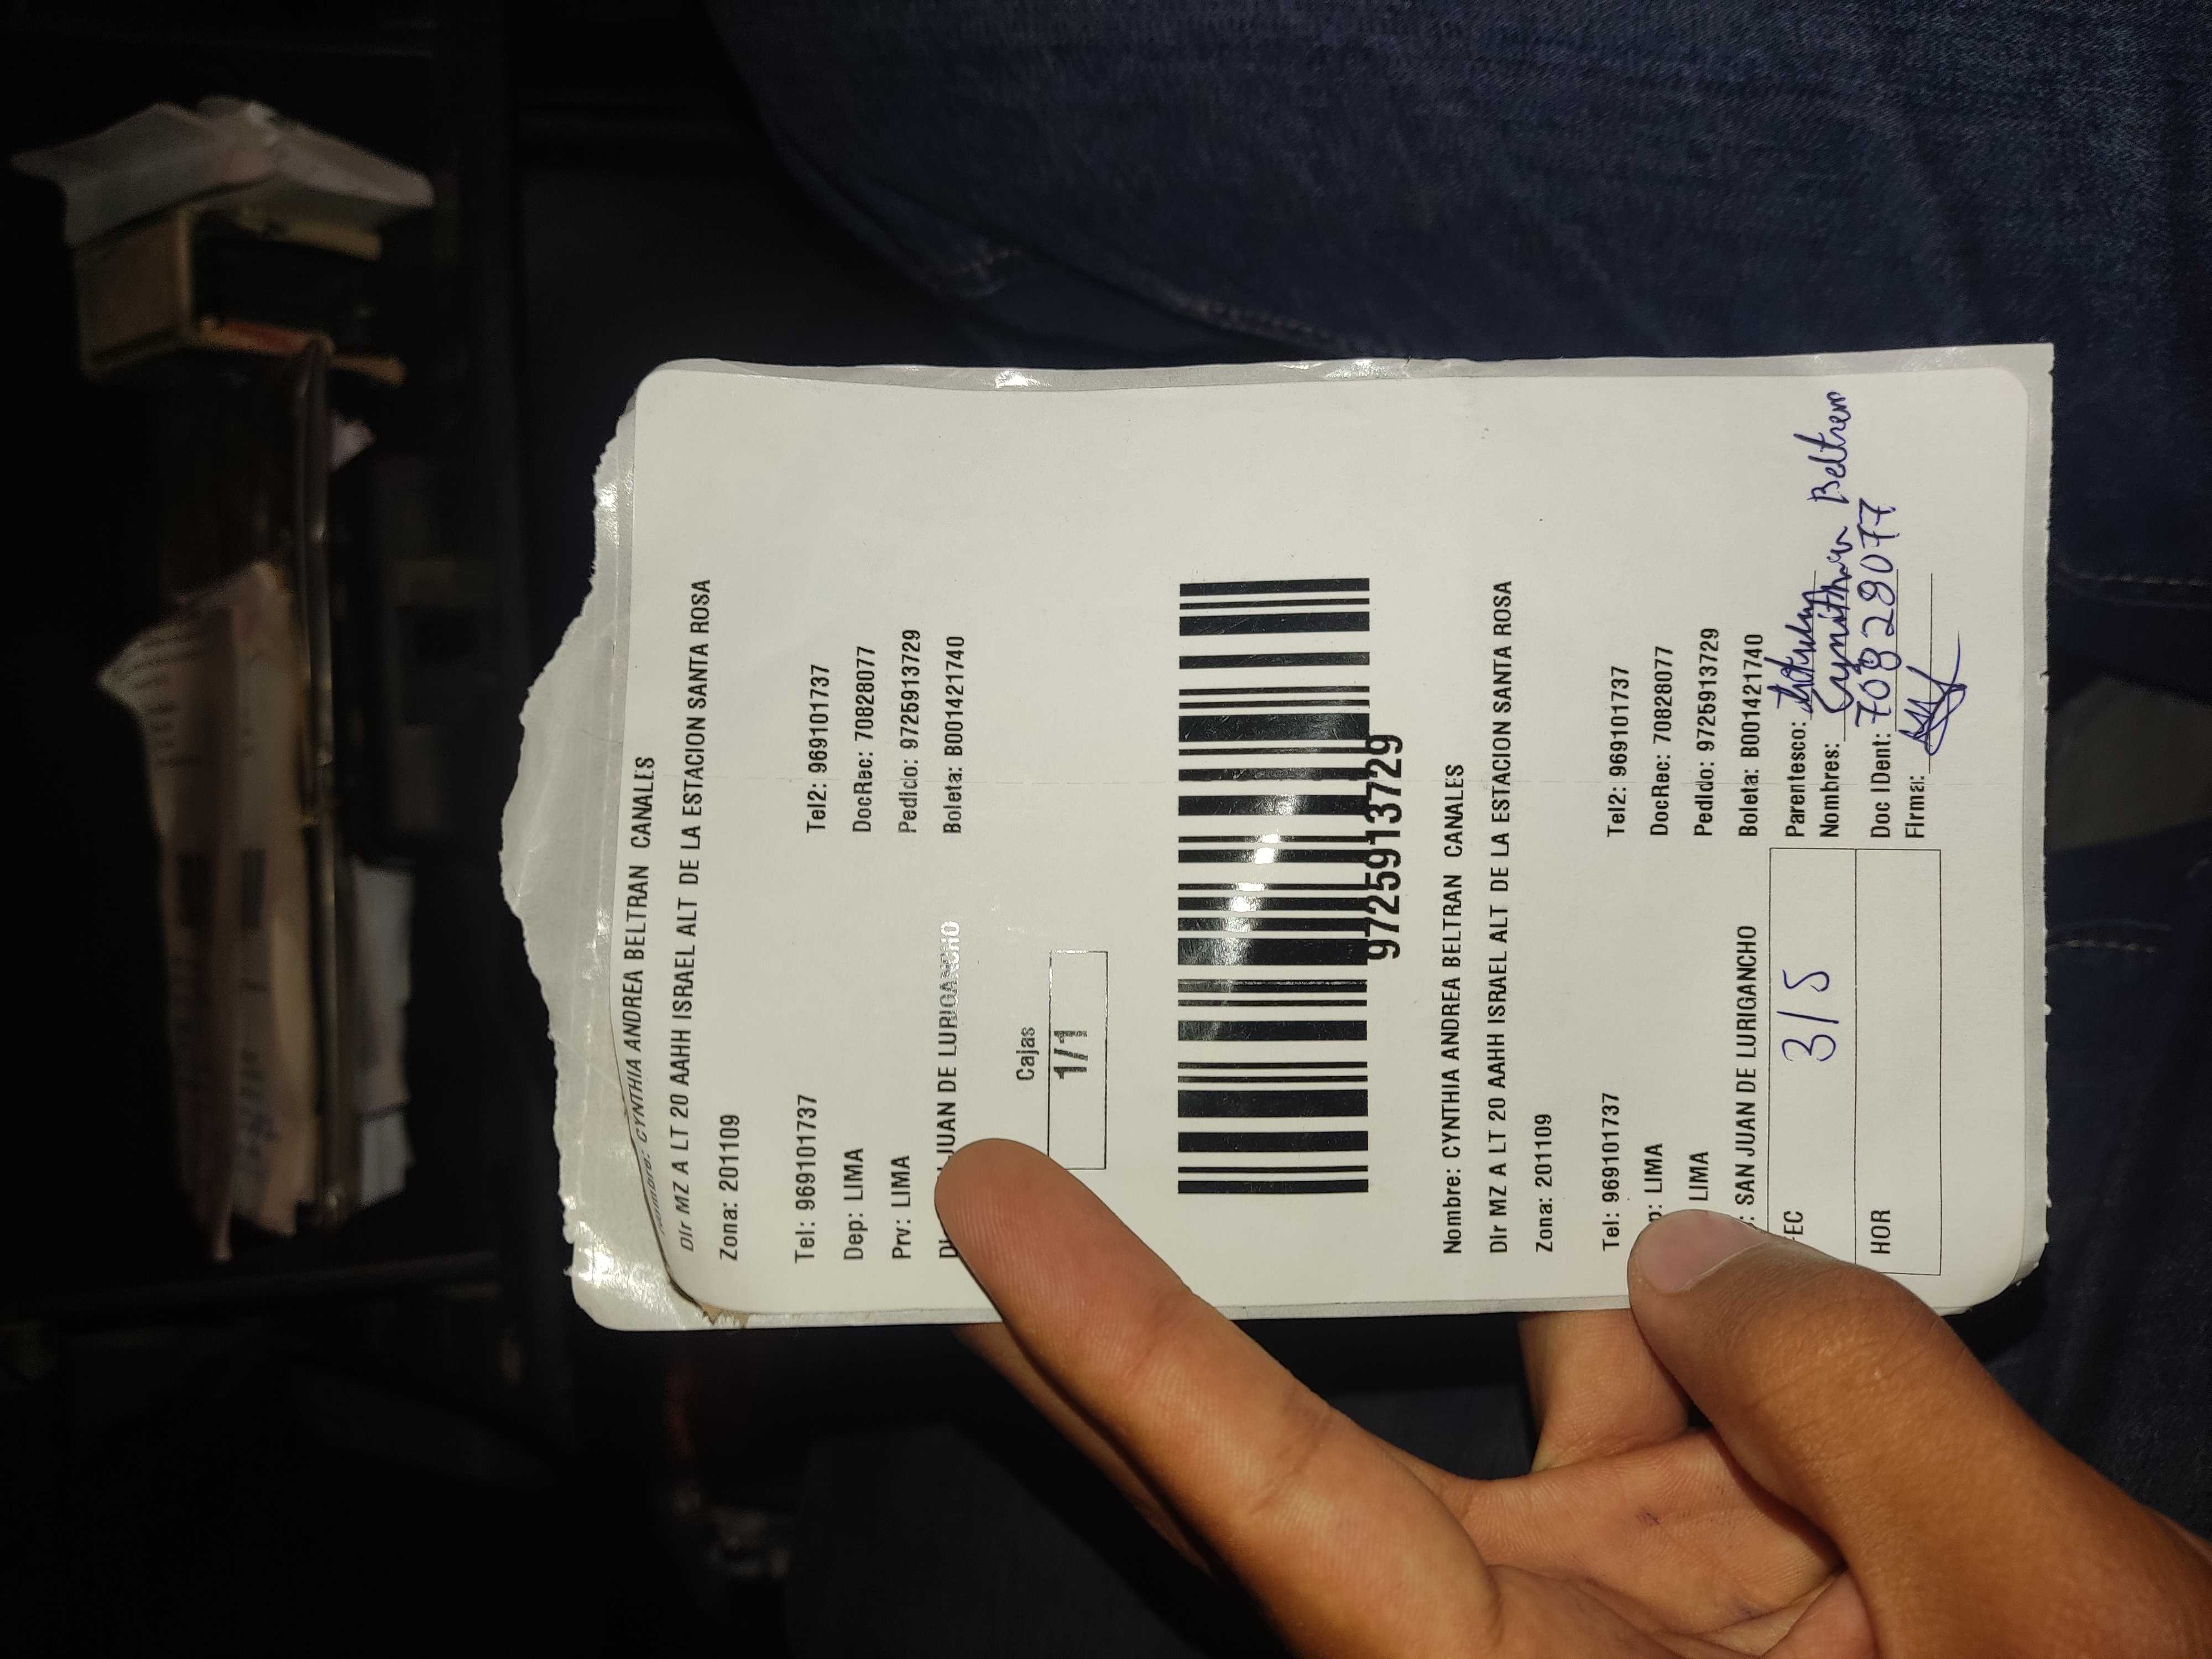 Nombre: CYNTHIA ANDREA BELTRAN CANALES
Dir MZ A LT 20 AAHH ISRAEL ALT DE LA ESTACION SANTA ROSA
Zona: 201109
Tel: 969101737 Tel2: 969101737
Dep: LIMA DocRec: 70828077
Prv: LIMA Pedido: 9725913729
JUAN DE LURIGANCHO Boleta: B001421740
Cajas
1/1
9725913729
Nombre: CYNTHIA ANDREA BELTRAN CANALES
Dir MZ A LT 20 AAHH ISRAEL ALT DE LA ESTACION SANTA ROSA
Zona: 201109
Tel: 969101737 Tel2: 969101737
p: LIMA DocRec: 70828077
LIMA Pedido: 9725913729
: SAN JUAN DE LURIGANCHO Boleta: B001421740
FEC 3/5 Parentesco:
Nombres: Cynthia Beltran
HOR Doc IDent: 70828077
Firma: